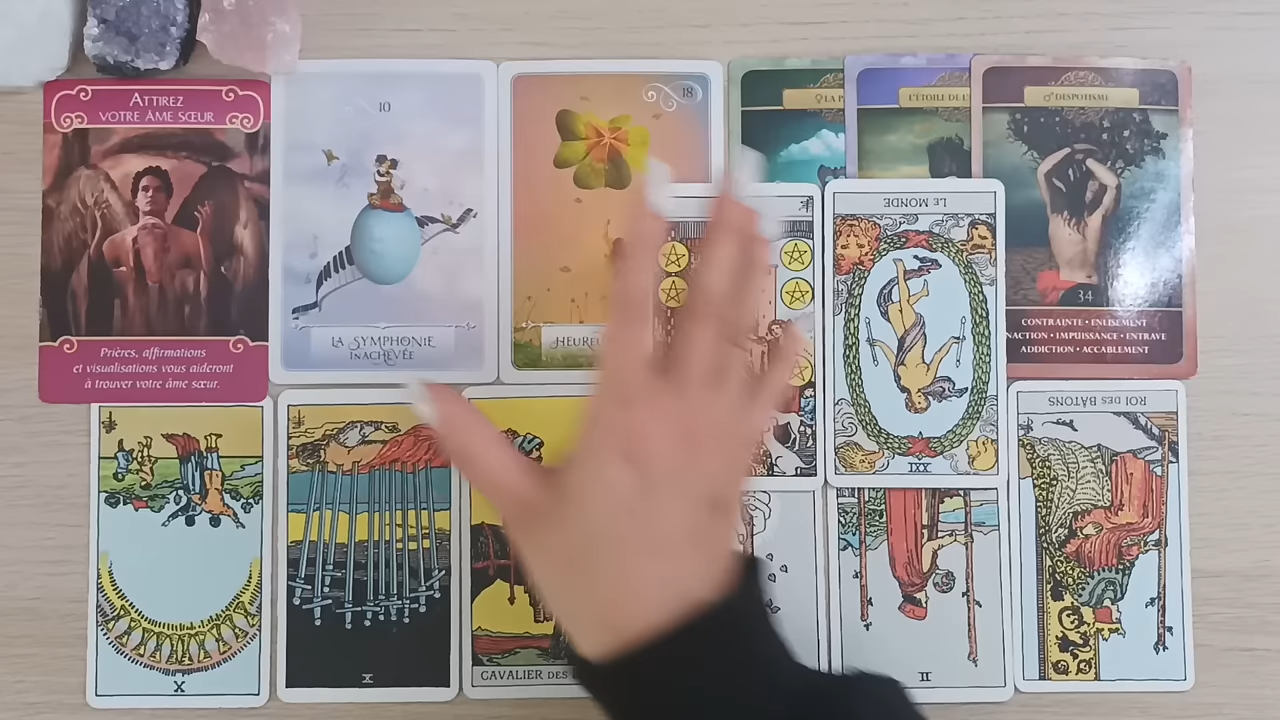 ATTIREZ
VOTRE ÂME SŒUR
Prières, affirmations
et visualisations vous aideront
à trouver votre âme sœur.
10
LA SYMPHONIE
INACHEVÉE
18
L'ÉTOILE DE
DESPOTISME
34
CONTRAINTE • ENLISEMENT
INACTION • IMPUISSANCE • ENTRAVE
ADDICTION • ACCABLEMENT
LE MONDE
XXI
X
X
CAVALIER DES
II
ROI DES BÂTONS